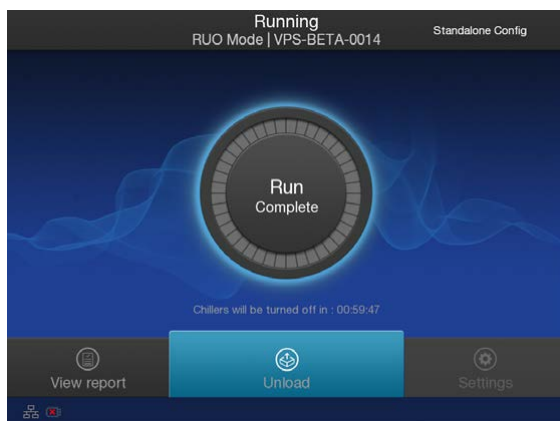 Running
RUO Mode | VPS-BETA-0014
Standalone Config
Run
Complete
Chillers will be turned off in : 00:59:47
View report
Unload
Settings